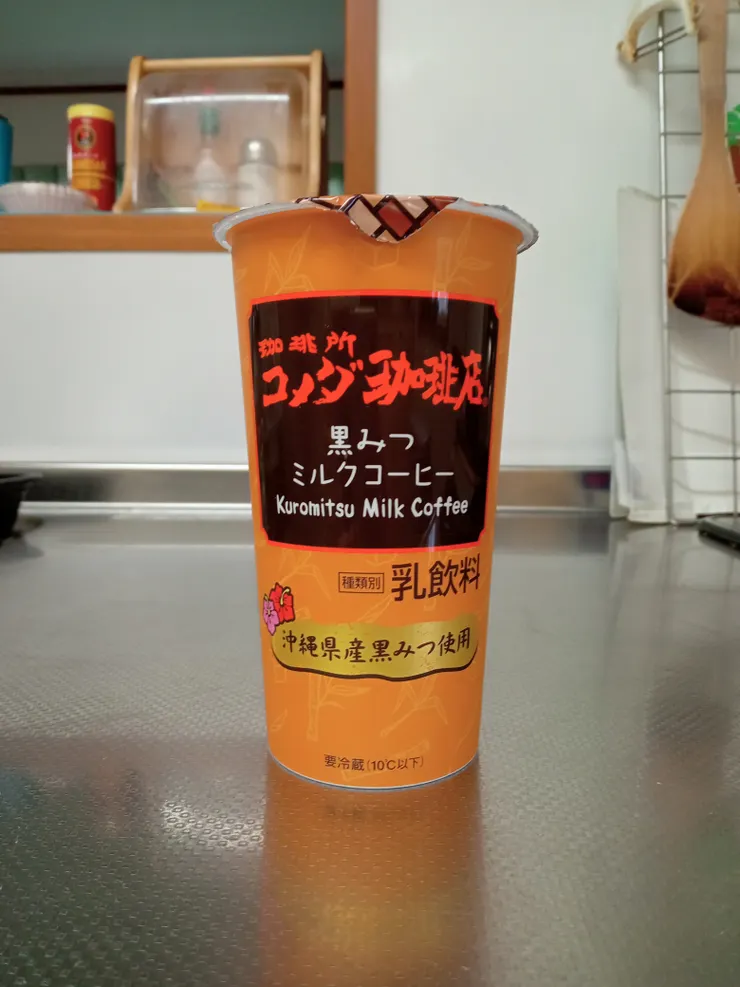 珈琲所
コメダ珈琲店
黒みつ
ミルクコーヒー
Kuromitsu Milk Coffee
種類別 乳飲料
沖縄県産黒みつ使用
要冷蔵(10℃以下)